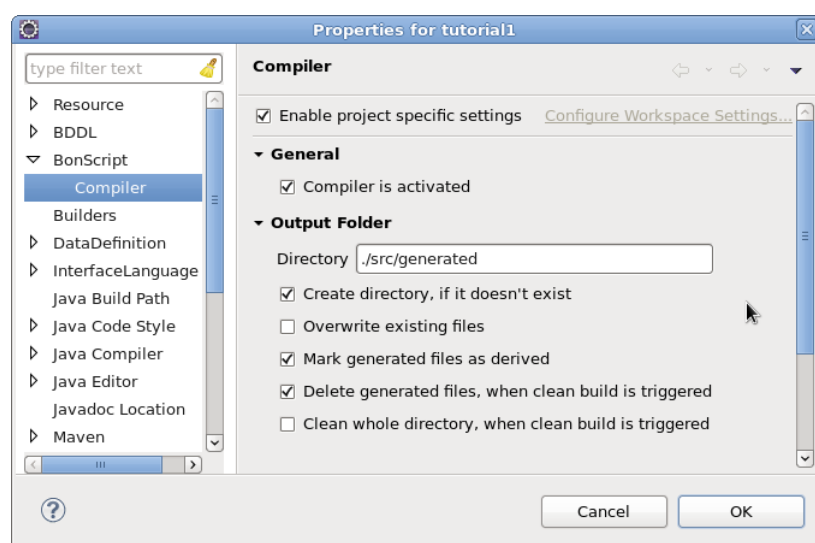 Properties for tutorial1
type filter text
Resource
BDDL
BonScript
Compiler
Builders
DataDefinition
InterfaceLanguage
Java Build Path
Java Code Style
Java Compiler
Java Editor
Javadoc Location
Maven
Compiler
Enable project specific settings Configure Workspace Settings...
General
Compiler is activated
Output Folder
Directory ./src/generated
Create directory, if it doesn't exist
Overwrite existing files
Mark generated files as derived
Delete generated files, when clean build is triggered
Clean whole directory, when clean build is triggered
? Cancel OK